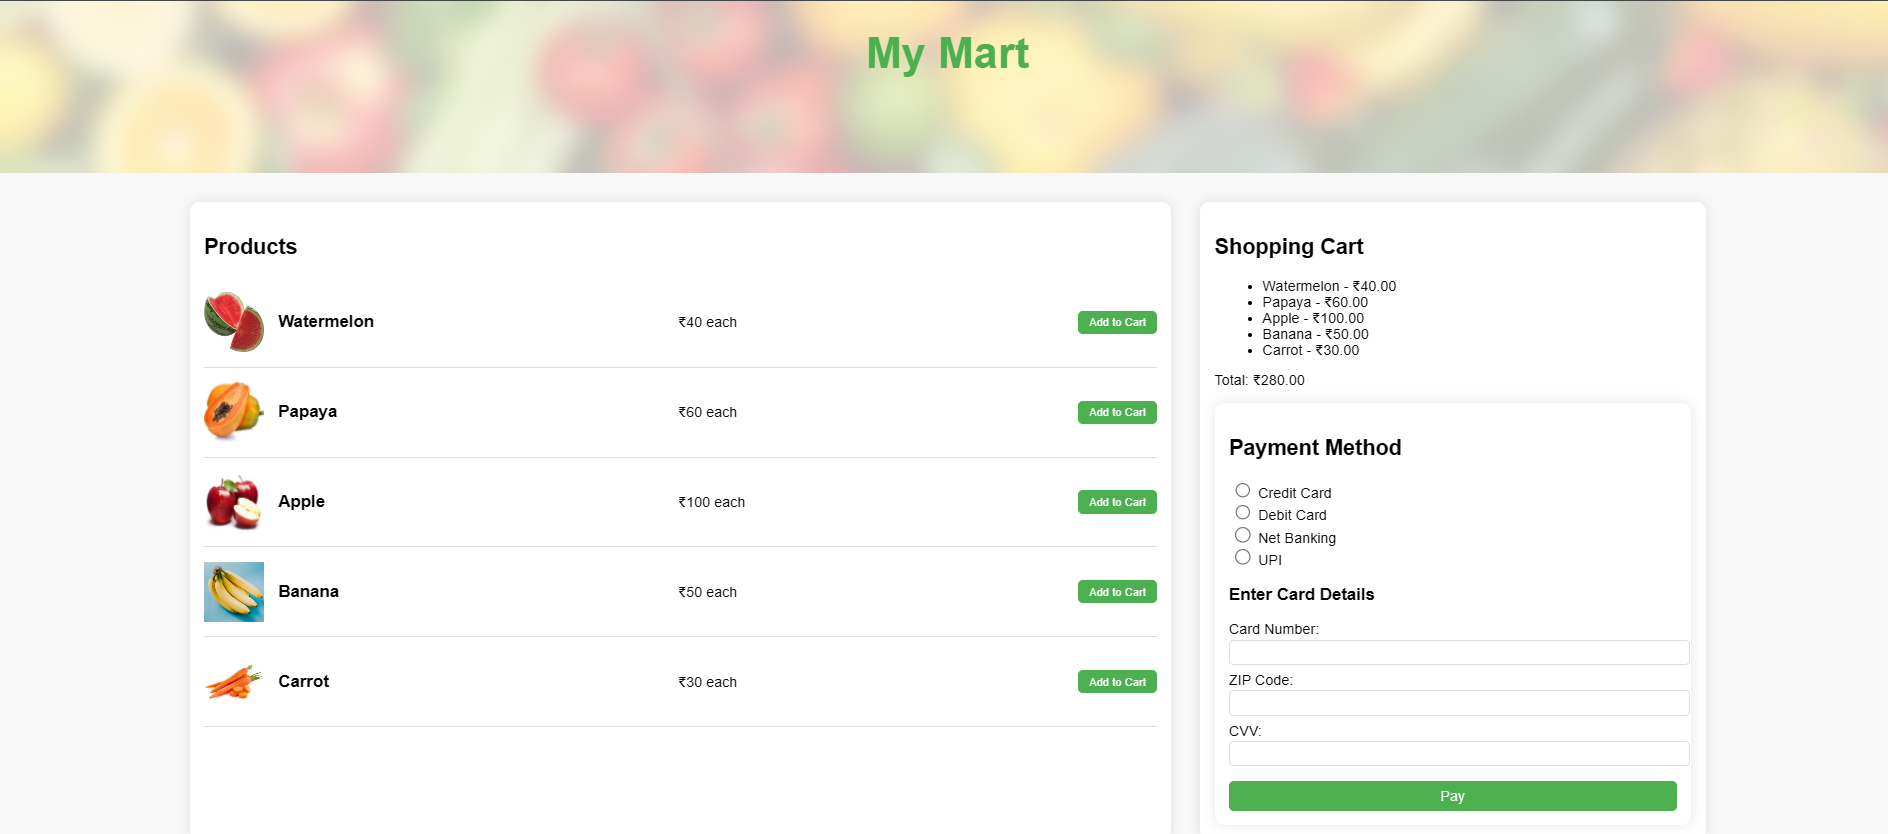 My Mart
Products
Watermelon
₹40 each
Add to Cart
Papaya
₹60 each
Add to Cart
Apple
₹100 each
Add to Cart
Banana
₹50 each
Add to Cart
Carrot
₹30 each
Add to Cart
Shopping Cart
Watermelon - ₹40.00
Papaya - ₹60.00
Apple - ₹100.00
Banana - ₹50.00
Carrot - ₹30.00
Total: ₹280.00
Payment Method
Credit Card
Debit Card
Net Banking
UPI
Enter Card Details
Card Number:
ZIP Code:
CVV:
Pay